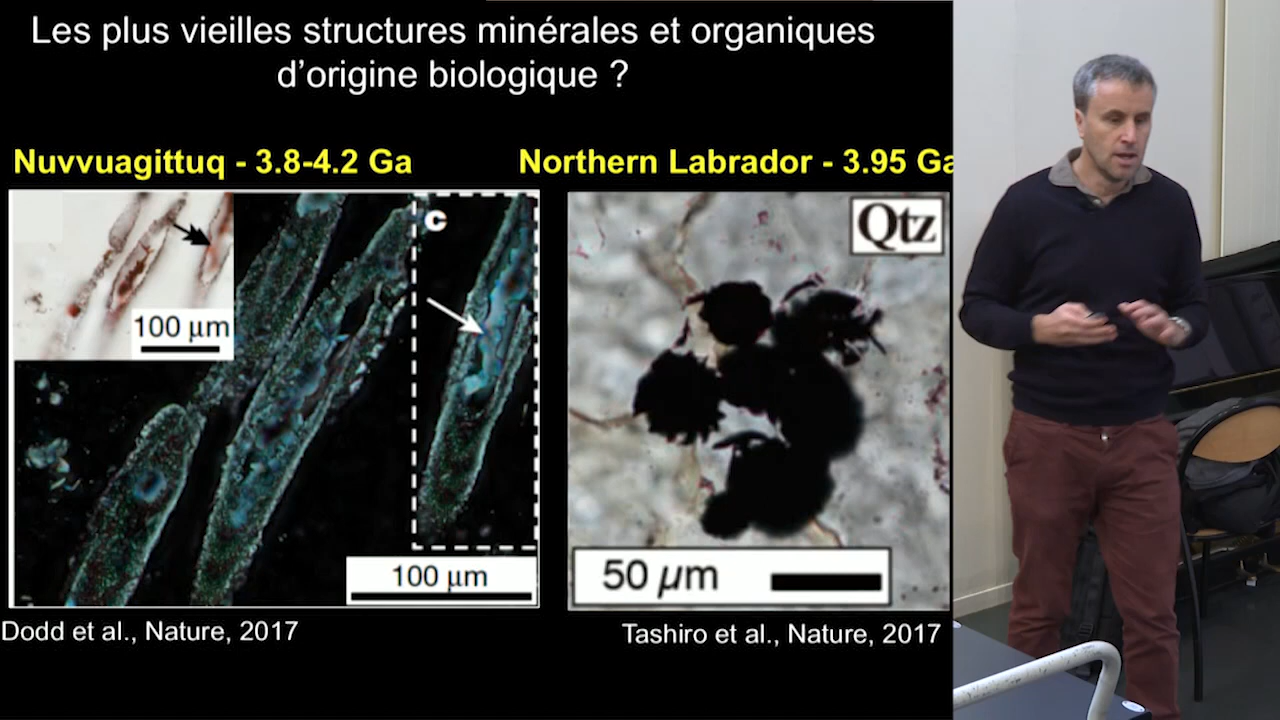 Les plus vieilles structures minérales et organiques
d'origine biologique ?
Nuvvuagittuq - 3.8-4.2 Ga
Northern Labrador - 3.95 Ga
c
Qtz
100 µm
100 µm
50 µm
Dodd et al., Nature, 2017
Tashiro et al., Nature, 2017